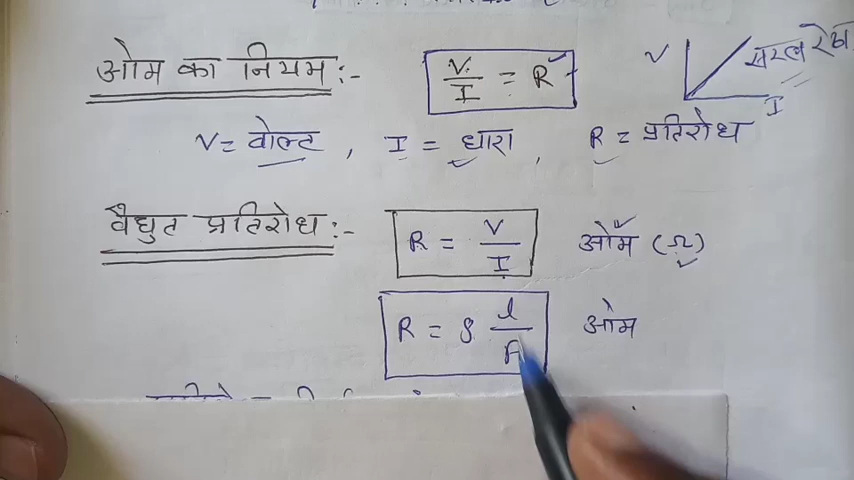 ओम का नियम :- V/I = R V सरल रेखा I
V = वोल्ट , I = धारा , R = प्रतिरोध
वैद्युत प्रतिरोध :- R = V/I ओम (Ω)
R = ρ l/A ओम